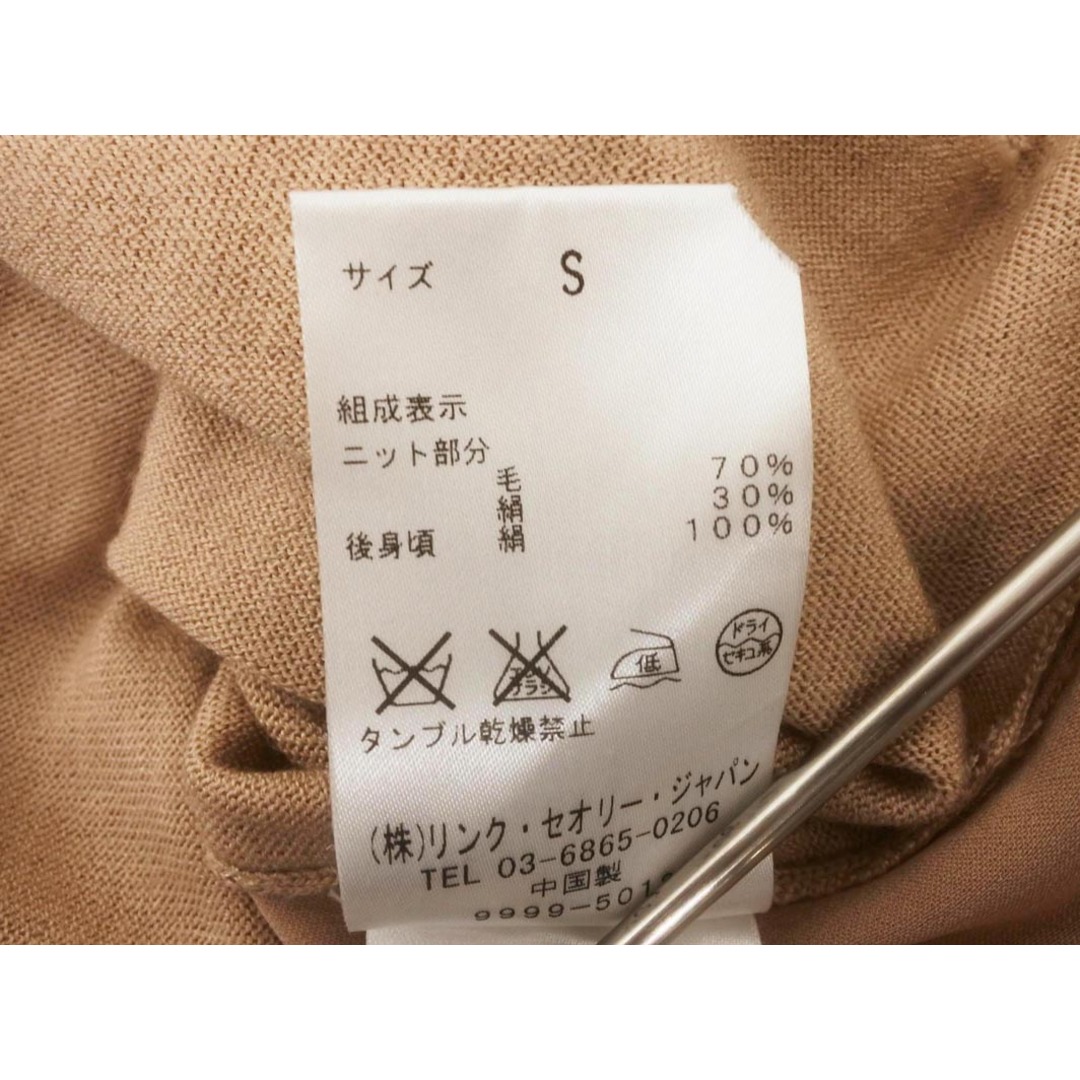 サイズ S
組成表示
ニット部分
毛 70%
絹 30%
後身頃 絹 100%
低
ドライ
セキユ系
タンブル乾燥禁止
(株)リンク・セオリー・ジャパン
TEL 03-6865-0206
中国製
9999-501